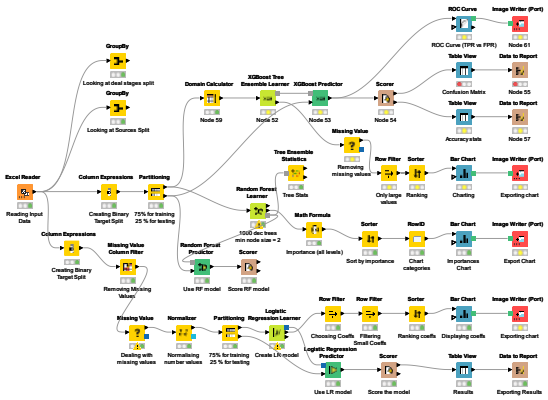 ROC Curve
Image Writer (Port)
ROC Curve (TPR vs FPR)
Node 61
GroupBy
Looking at deal stages split
GroupBy
Looking at Sources Split
Domain Calculator
Node 59
XGBoost Tree
Ensemble Learner
Node 52
XGBoost Predictor
Node 53
Scorer
Node 54
Table View
Confusion Matrix
Data to Report
Node 55
Table View
Accuracy stats
Data to Report
Node 57
Missing Value
Removing
missing values
Tree Ensemble
Statistics
Tree Stats
Row Filter
Only large
values
Sorter
Ranking
Bar Chart
Charting
Image Writer (Port)
Exporting chart
Excel Reader
Reading Input
Data
Column Expressions
Creating Binary
Target Split
Partitioning
75% for training
25 % for testing
Random Forest
Learner
1000 dec trees
min node size = 2
Math Formula
Importance (all levels)
Sorter
Sort by importance
RowID
Chart
categories
Bar Chart
Importances
Chart
Image Writer (Port)
Export Chart
Column Expressions
Creating Binary
Target Split
Missing Value
Column Filter
Removing Missing
Values
Random Forest
Predictor
Use RF model
Scorer
Score RF model
Missing Value
Dealing with
missing values
Normalizer
Normalising
number values
Partitioning
75% for training
25 % for testing
Logistic
Regression Learner
Create LR model
Row Filter
Choosing Coeffs
Row Filter
Filtering
Small Coeffs
Sorter
Ranking coeffs
Bar Chart
Displaying coeffs
Image Writer (Port)
Exporting chart
Logistic Regression
Predictor
Use LR model
Scorer
Score the model
Table View
Results
Data to Report
Exporting Results